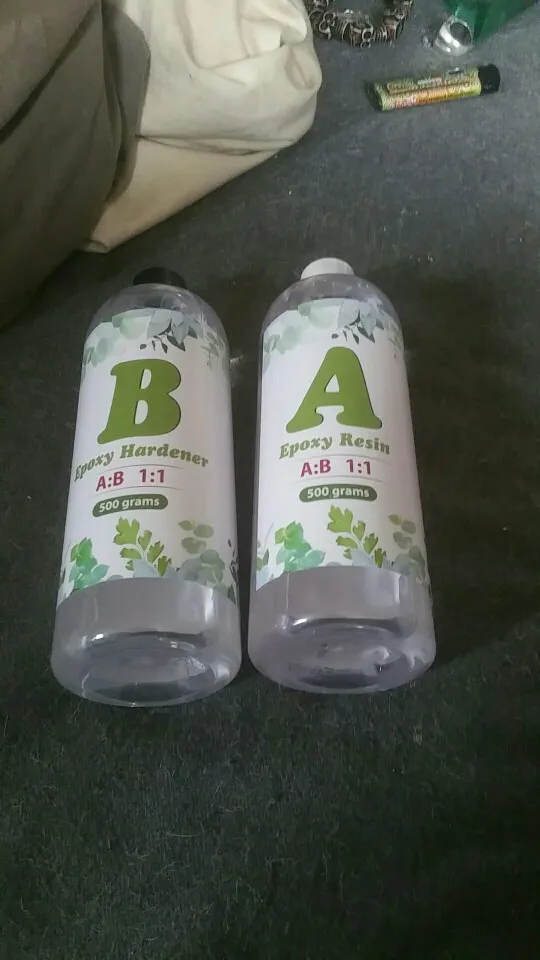 B
Epoxy Hardener
A:B 1:1
500 grams
A
Epoxy Resin
A:B 1:1
500 grams